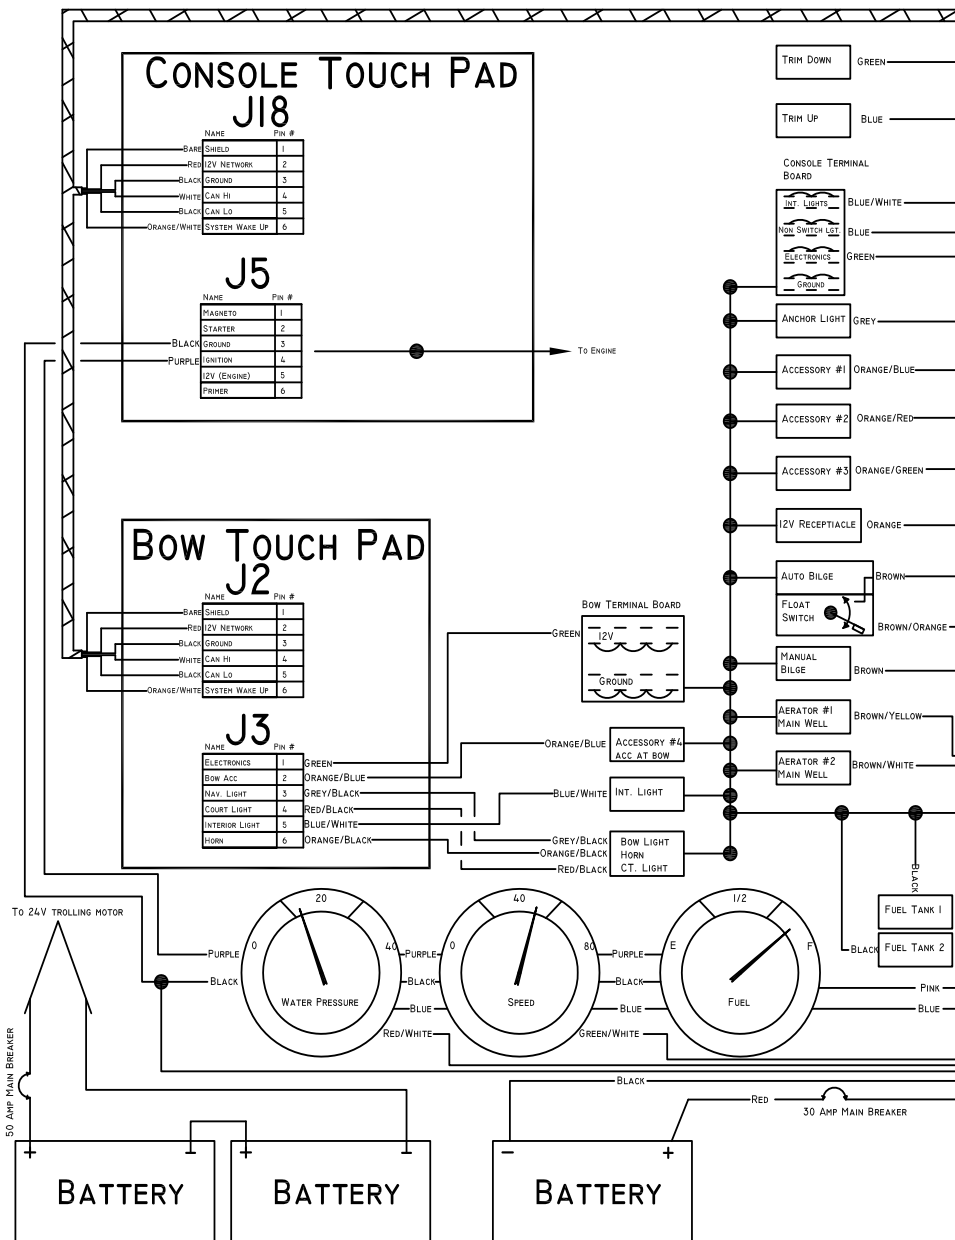 CONSOLE TOUCH PAD
J18
NAME PIN #
BARE SHIELD 1
RED 12V NETWORK 2
BLACK GROUND 3
WHITE CAN HI 4
BLACK CAN LO 5
ORANGE/WHITE SYSTEM WAKE UP 6
J5
NAME PIN #
MAGNETO 1
STARTER 2
BLACK GROUND 3
PURPLE IGNITION 4
12V (ENGINE) 5
PRIMER 6
TO ENGINE
BOW TOUCH PAD
J2
NAME PIN #
BARE SHIELD 1
RED 12V NETWORK 2
BLACK GROUND 3
WHITE CAN HI 4
BLACK CAN LO 5
ORANGE/WHITE SYSTEM WAKE UP 6
J3
NAME PIN #
ELECTRONICS 1 GREEN
BOW ACC 2 ORANGE/BLUE
NAV. LIGHT 3 GREY/BLACK
COURT LIGHT 4 RED/BLACK
INTERIOR LIGHT 5 BLUE/WHITE
HORN 6 ORANGE/BLACK
BOW TERMINAL BOARD
GREEN
12V
GROUND
ORANGE/BLUE ACCESSORY #4
ACC AT BOW
BLUE/WHITE INT. LIGHT
GREY/BLACK BOW LIGHT
ORANGE/BLACK HORN
RED/BLACK CT. LIGHT
TRIM DOWN GREEN
TRIM UP BLUE
CONSOLE TERMINAL
BOARD
INT. LIGHTS BLUE/WHITE
NON SWITCH LGT. BLUE
ELECTRONICS GREEN
GROUND
ANCHOR LIGHT GREY
ACCESSORY #1 ORANGE/BLUE
ACCESSORY #2 ORANGE/RED
ACCESSORY #3 ORANGE/GREEN
12V RECEPTIACLE ORANGE
AUTO BILGE BROWN
FLOAT
SWITCH
BROWN/ORANGE
MANUAL
BILGE
BROWN
AERATOR #1
MAIN WELL
BROWN/YELLOW
AERATOR #2
MAIN WELL
BROWN/WHITE
BLACK
FUEL TANK 1
BLACK FUEL TANK 2
TO 24V TROLLING MOTOR
PURPLE
BLACK
0 20 40
WATER PRESSURE
PURPLE
BLACK
BLUE
RED/WHITE
0 40 80
SPEED
PURPLE
BLACK
BLUE
GREEN/WHITE
E 1/2 F
FUEL
PINK
BLUE
50 AMP MAIN BREAKER
BLACK
RED
30 AMP MAIN BREAKER
+ –
BATTERY
+ –
BATTERY
– +
BATTERY